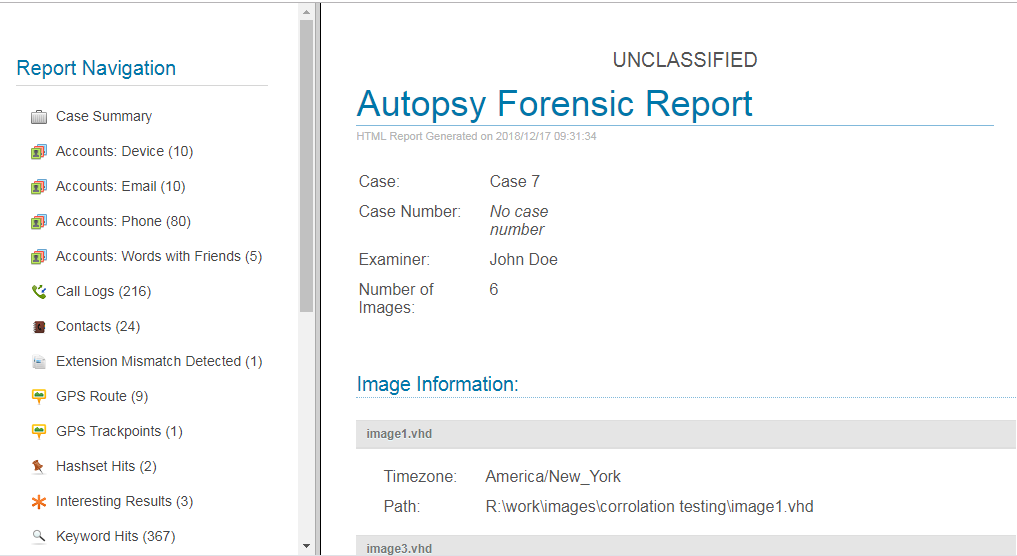 Report Navigation
Case Summary
Accounts: Device (10)
Accounts: Email (10)
Accounts: Phone (80)
Accounts: Words with Friends (5)
Call Logs (216)
Contacts (24)
Extension Mismatch Detected (1)
GPS Route (9)
GPS Trackpoints (1)
Hashset Hits (2)
Interesting Results (3)
Keyword Hits (367)
UNCLASSIFIED
Autopsy Forensic Report
HTML Report Generated on 2018/12/17 09:31:34
Case: Case 7
Case Number: No case
number
Examiner: John Doe
Number of 6
Images:
Image Information:
image1.vhd
Timezone: America/New_York
Path: R:\work\images\corrolation testing\image1.vhd
image3.vhd